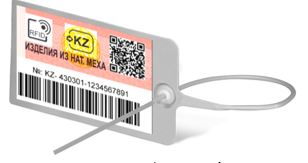 RFID
KZ
ИЗДЕЛИЯ ИЗ НАТ. МЕХА
№: KZ- 430301-1234567891